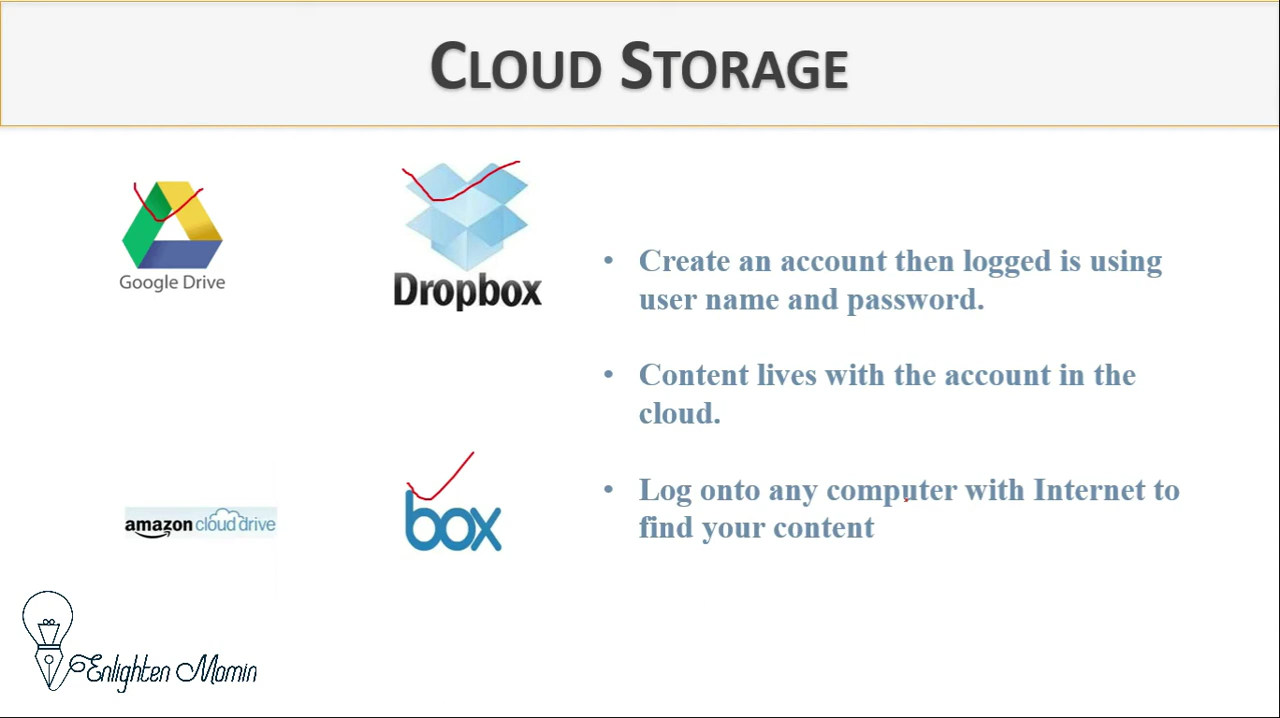 CLOUD STORAGE
Google Drive
Dropbox
• Create an account then logged is using
user name and password.
• Content lives with the account in the
cloud.
• Log onto any computer with Internet to
find your content
amazon cloud drive
box
Enlighten Momin